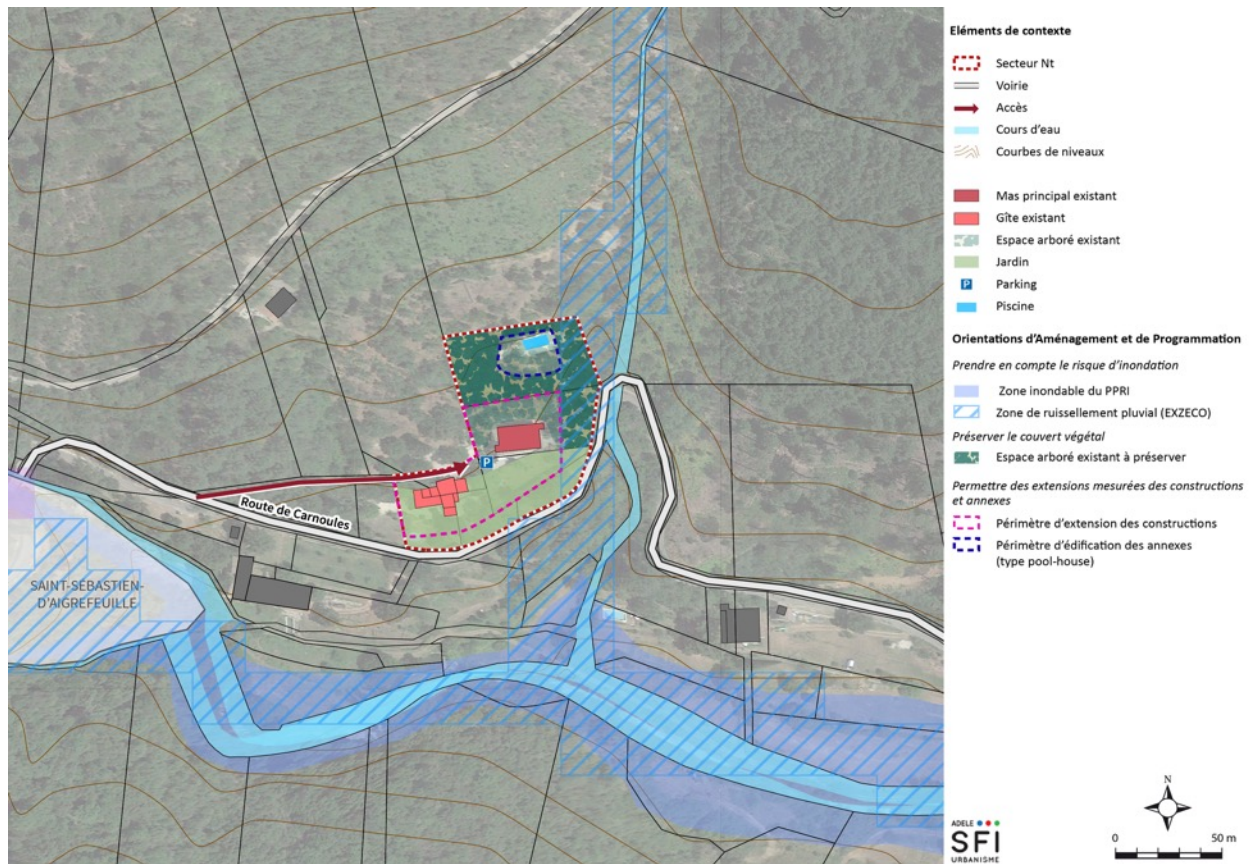 Route de Carnoules
SAINT-SÉBASTIEN-
D'AIGREFEUILLE
P
Eléments de contexte
Secteur Nt
Voirie
Accès
Cours d'eau
Courbes de niveaux
Mas principal existant
Gîte existant
Espace arboré existant
Jardin
P Parking
Piscine
Orientations d'Aménagement et de Programmation
Prendre en compte le risque d'inondation
Zone inondable du PPRI
Zone de ruissellement pluvial (EXZECO)
Préserver le couvert végétal
Espace arboré existant à préserver
Permettre des extensions mesurées des constructions
et annexes
Périmètre d'extension des constructions
Périmètre d'édification des annexes
(type pool-house)
ADELE
SFI
URBANISME
N
0 50 m